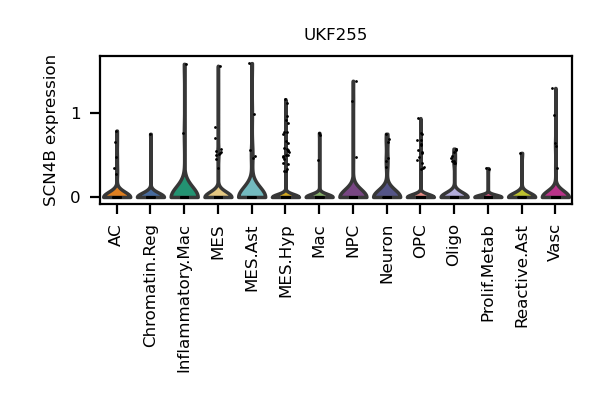 UKF255
SCN4B expression
1
0
AC
Chromatin.Reg
Inflammatory.Mac
MES
MES.Ast
MES.Hyp
Mac
NPC
Neuron
OPC
Oligo
Prolif.Metab
Reactive.Ast
Vasc